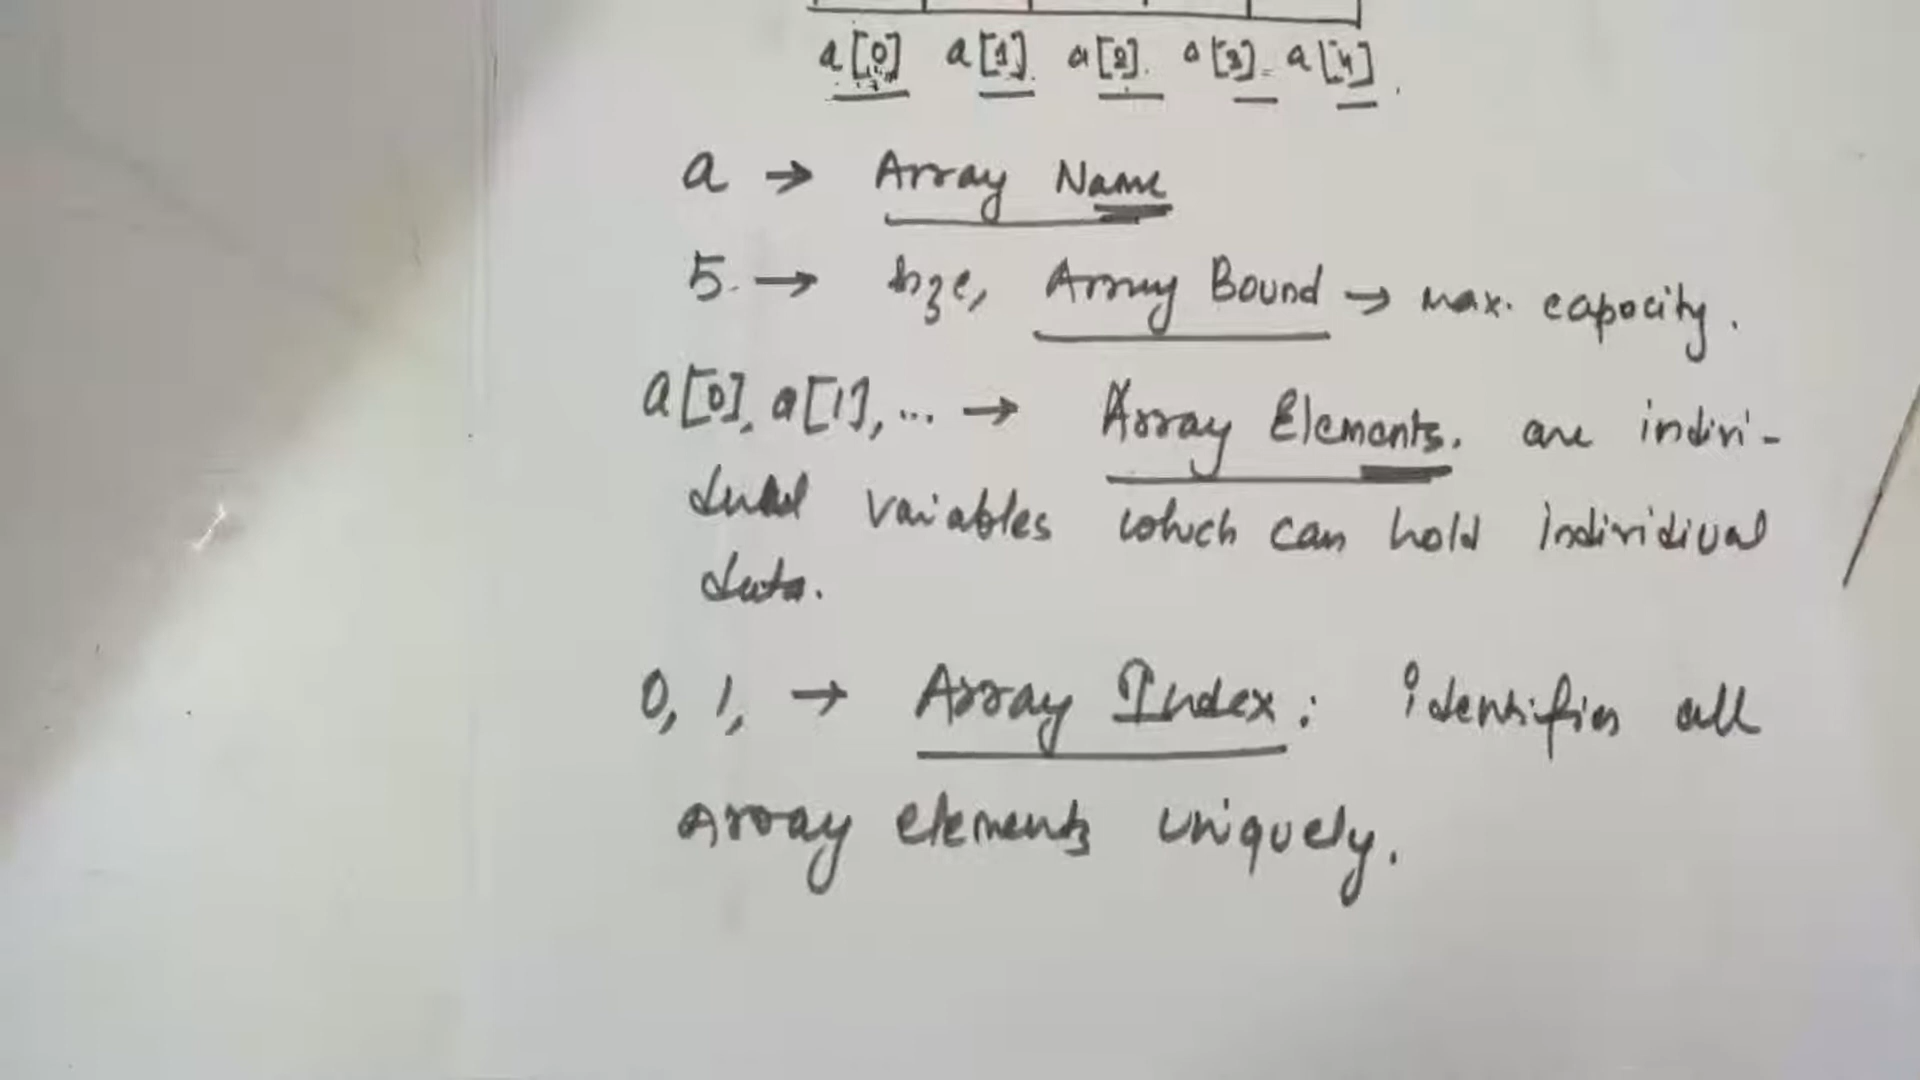 a[0] a[1] a[2] a[3] a[4]
a → Array Name
5. → size, Array Bound → max. capacity.
a[0], a[1], ... → Array Elements. are indivi-
dual variables which can hold individival
data.
0, 1, → Array Index : identifies all
array elements uniquely.